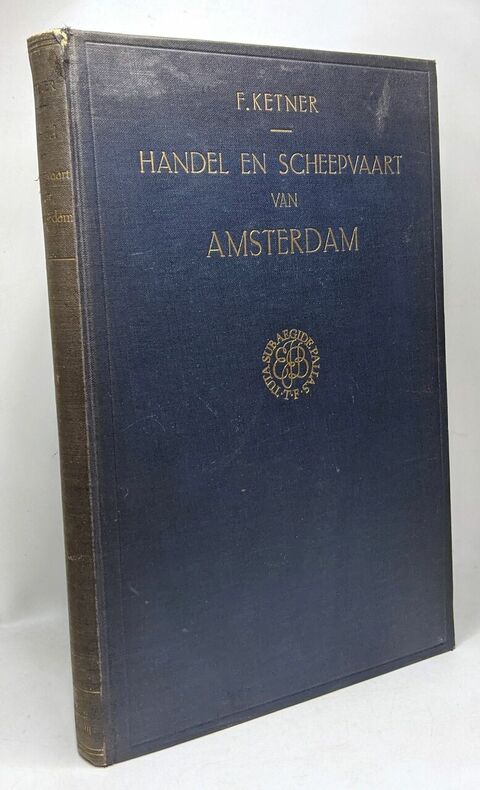 F. KETNER
HANDEL EN SCHEEPVAART
VAN
AMSTERDAM
TUTA SUB AEGIDE PALLAS
· T · F ·